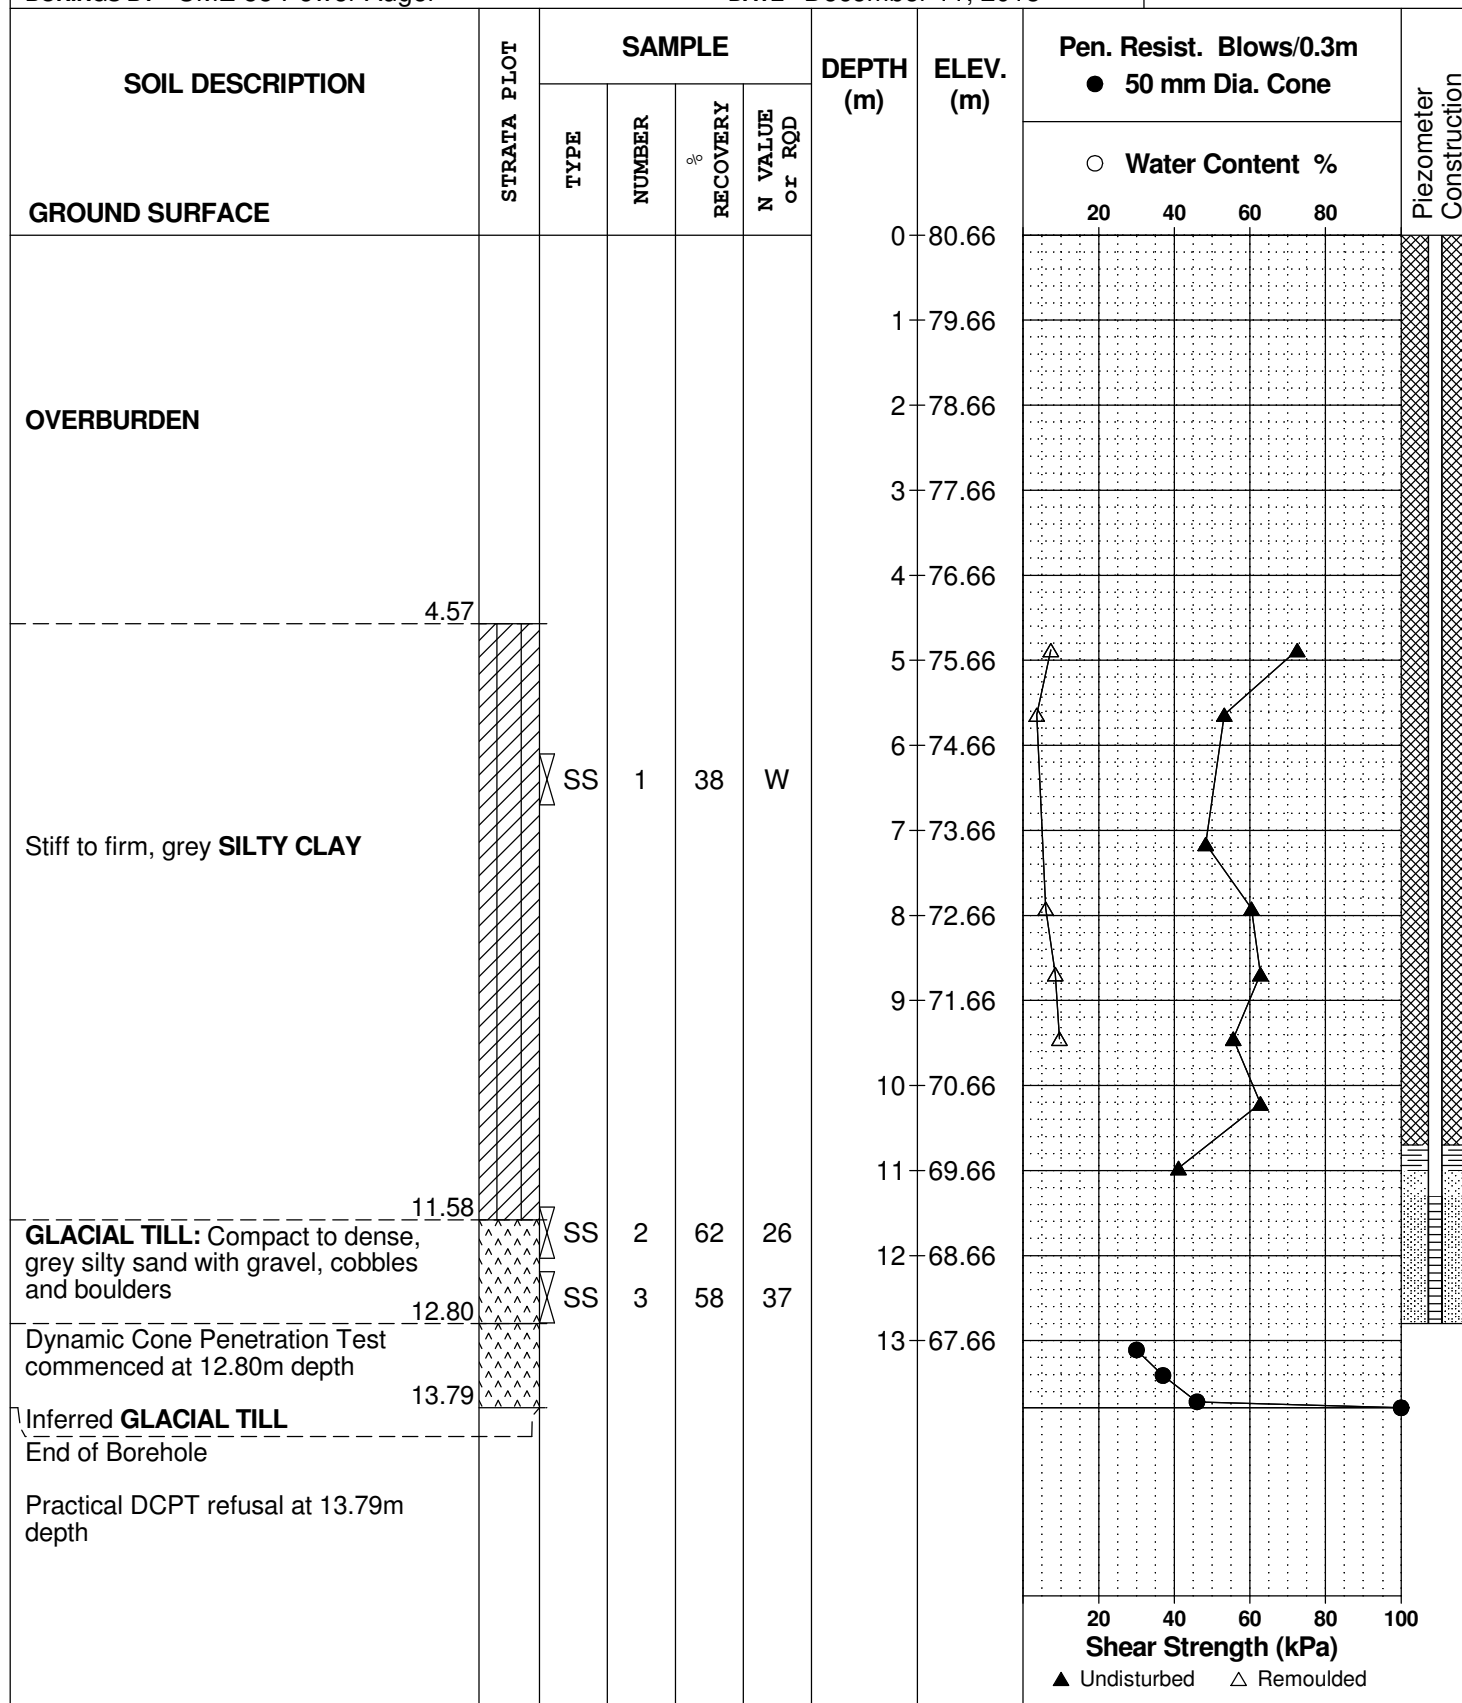 SOIL DESCRIPTION
GROUND SURFACE
STRATA PLOT
SAMPLE
TYPE
NUMBER
%
RECOVERY
N VALUE
or RQD
DEPTH
(m)
ELEV.
(m)
Pen. Resist. Blows/0.3m
● 50 mm Dia. Cone
○ Water Content %
20 40 60 80
Piezometer
Construction
0 80.66
1 79.66
OVERBURDEN
2 78.66
3 77.66
4 76.66
4.57
5 75.66
6 74.66
SS 1 38 W
7 73.66
Stiff to firm, grey SILTY CLAY
8 72.66
9 71.66
10 70.66
11 69.66
11.58
GLACIAL TILL: Compact to dense,
grey silty sand with gravel, cobbles
and boulders
SS 2 62 26
12 68.66
SS 3 58 37
12.80
Dynamic Cone Penetration Test
commenced at 12.80m depth
13 67.66
13.79
Inferred GLACIAL TILL
End of Borehole
Practical DCPT refusal at 13.79m
depth
20 40 60 80 100
Shear Strength (kPa)
▲ Undisturbed △ Remoulded